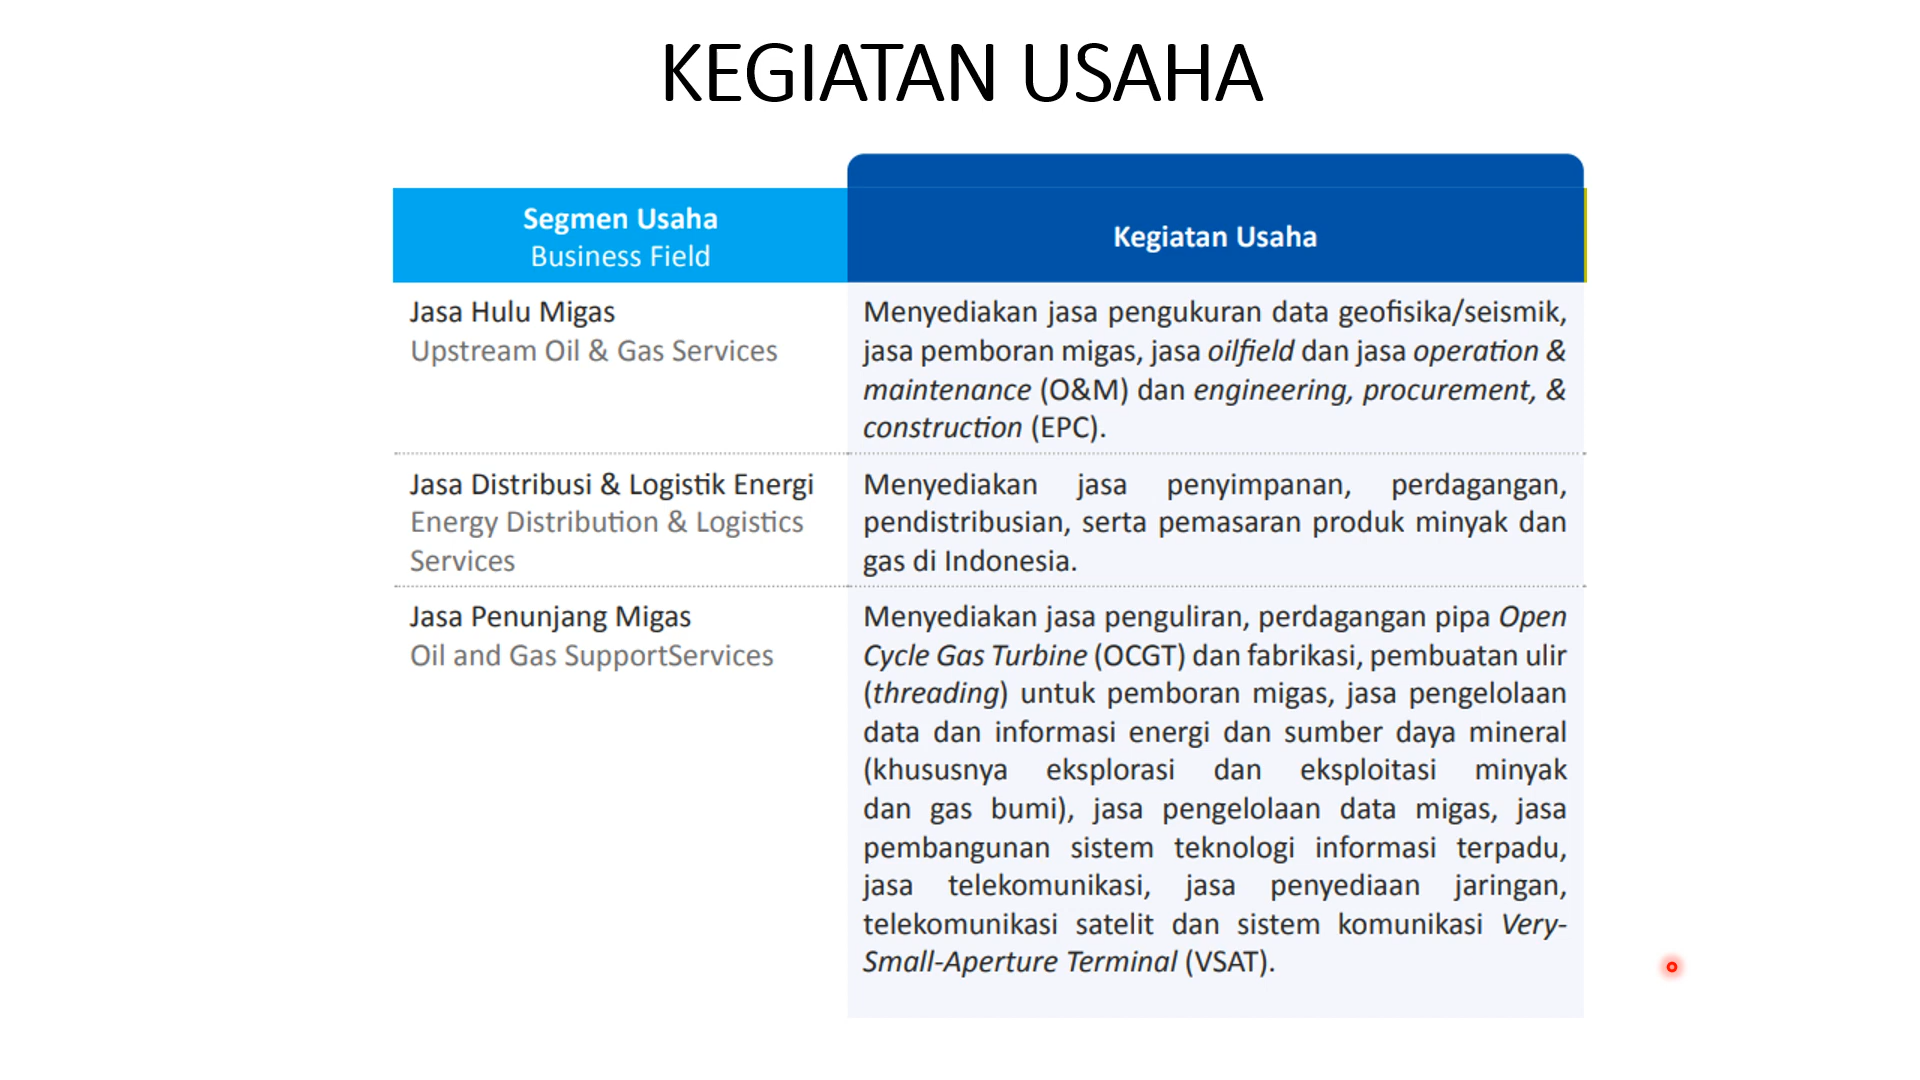 KEGIATAN USAHA
Segmen Usaha
Business Field
Kegiatan Usaha
Jasa Hulu Migas
Upstream Oil & Gas Services
Menyediakan jasa pengukuran data geofisika/seismik,
jasa pemboran migas, jasa oilfield dan jasa operation &
maintenance (O&M) dan engineering, procurement, &
construction (EPC).
Jasa Distribusi & Logistik Energi
Energy Distribution & Logistics
Services
Menyediakan jasa penyimpanan, perdagangan,
pendistribusian, serta pemasaran produk minyak dan
gas di Indonesia.
Jasa Penunjang Migas
Oil and Gas SupportServices
Menyediakan jasa penguliran, perdagangan pipa Open
Cycle Gas Turbine (OCGT) dan fabrikasi, pembuatan ulir
(threading) untuk pemboran migas, jasa pengelolaan
data dan informasi energi dan sumber daya mineral
(khususnya eksplorasi dan eksploitasi minyak
dan gas bumi), jasa pengelolaan data migas, jasa
pembangunan sistem teknologi informasi terpadu,
jasa telekomunikasi, jasa penyediaan jaringan,
telekomunikasi satelit dan sistem komunikasi Very-
Small-Aperture Terminal (VSAT).